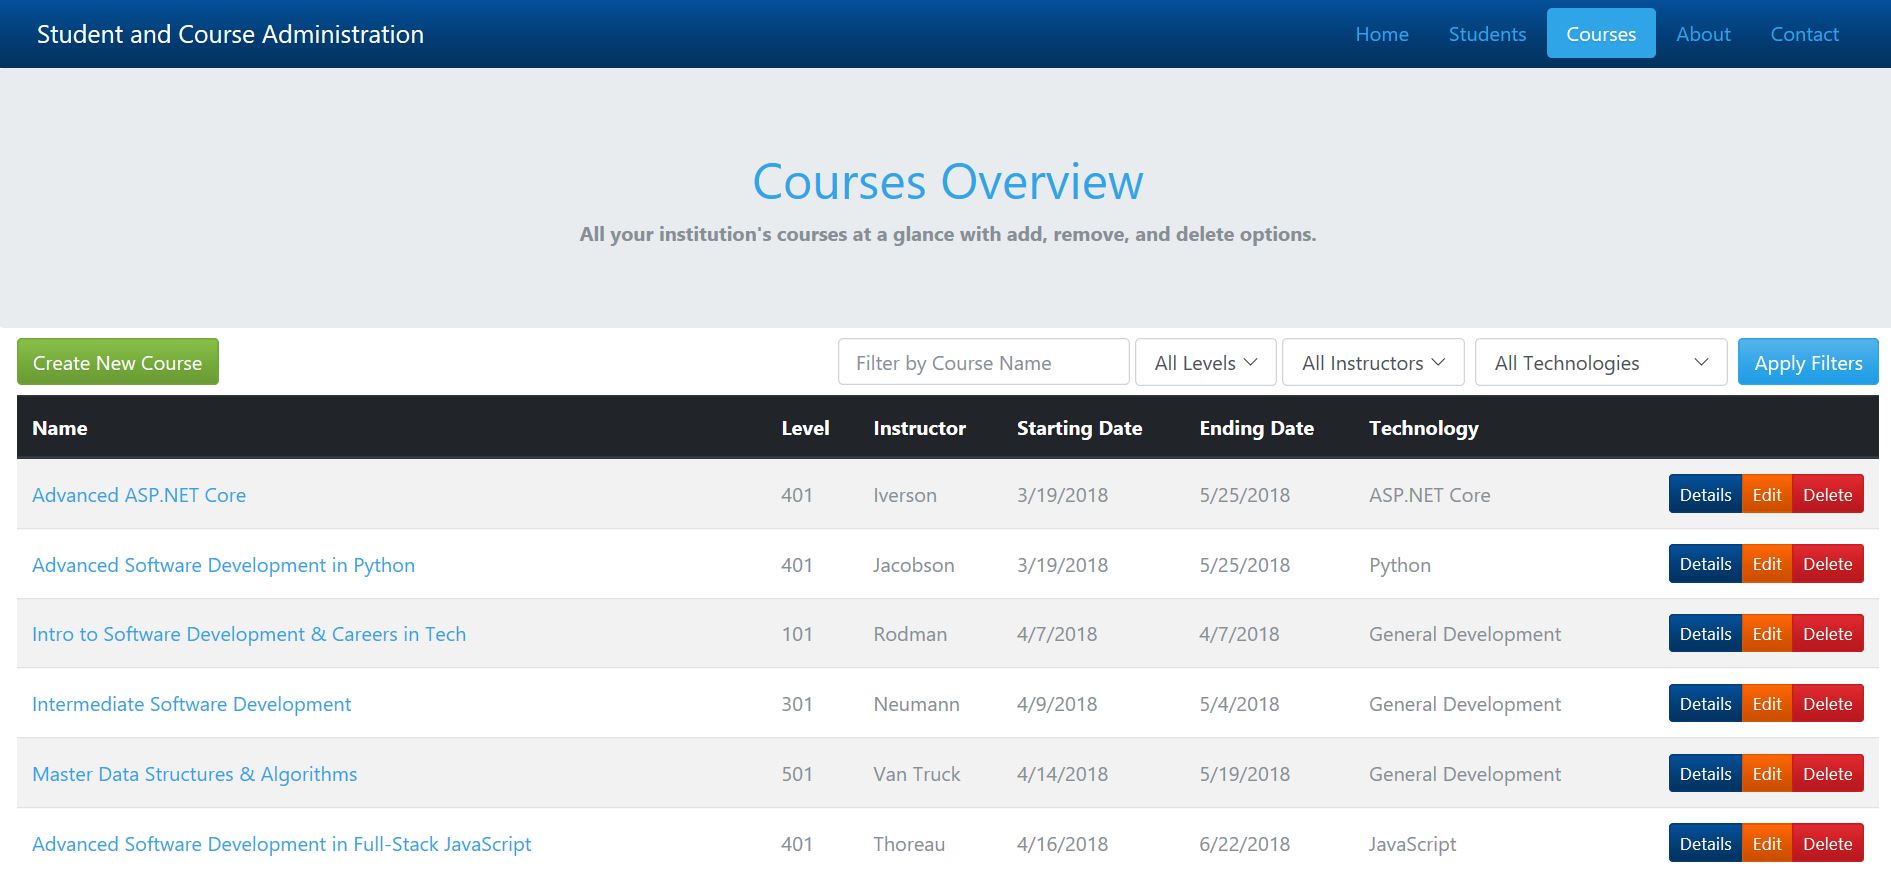 Student and Course Administration Home Students Courses About Contact
Courses Overview
All your institution's courses at a glance with add, remove, and delete options.
Create New Course Filter by Course Name All Levels All Instructors All Technologies Apply Filters
Name Level Instructor Starting Date Ending Date Technology
Advanced ASP.NET Core 401 Iverson 3/19/2018 5/25/2018 ASP.NET Core Details Edit Delete
Advanced Software Development in Python 401 Jacobson 3/19/2018 5/25/2018 Python Details Edit Delete
Intro to Software Development & Careers in Tech 101 Rodman 4/7/2018 4/7/2018 General Development Details Edit Delete
Intermediate Software Development 301 Neumann 4/9/2018 5/4/2018 General Development Details Edit Delete
Master Data Structures & Algorithms 501 Van Truck 4/14/2018 5/19/2018 General Development Details Edit Delete
Advanced Software Development in Full-Stack JavaScript 401 Thoreau 4/16/2018 6/22/2018 JavaScript Details Edit Delete